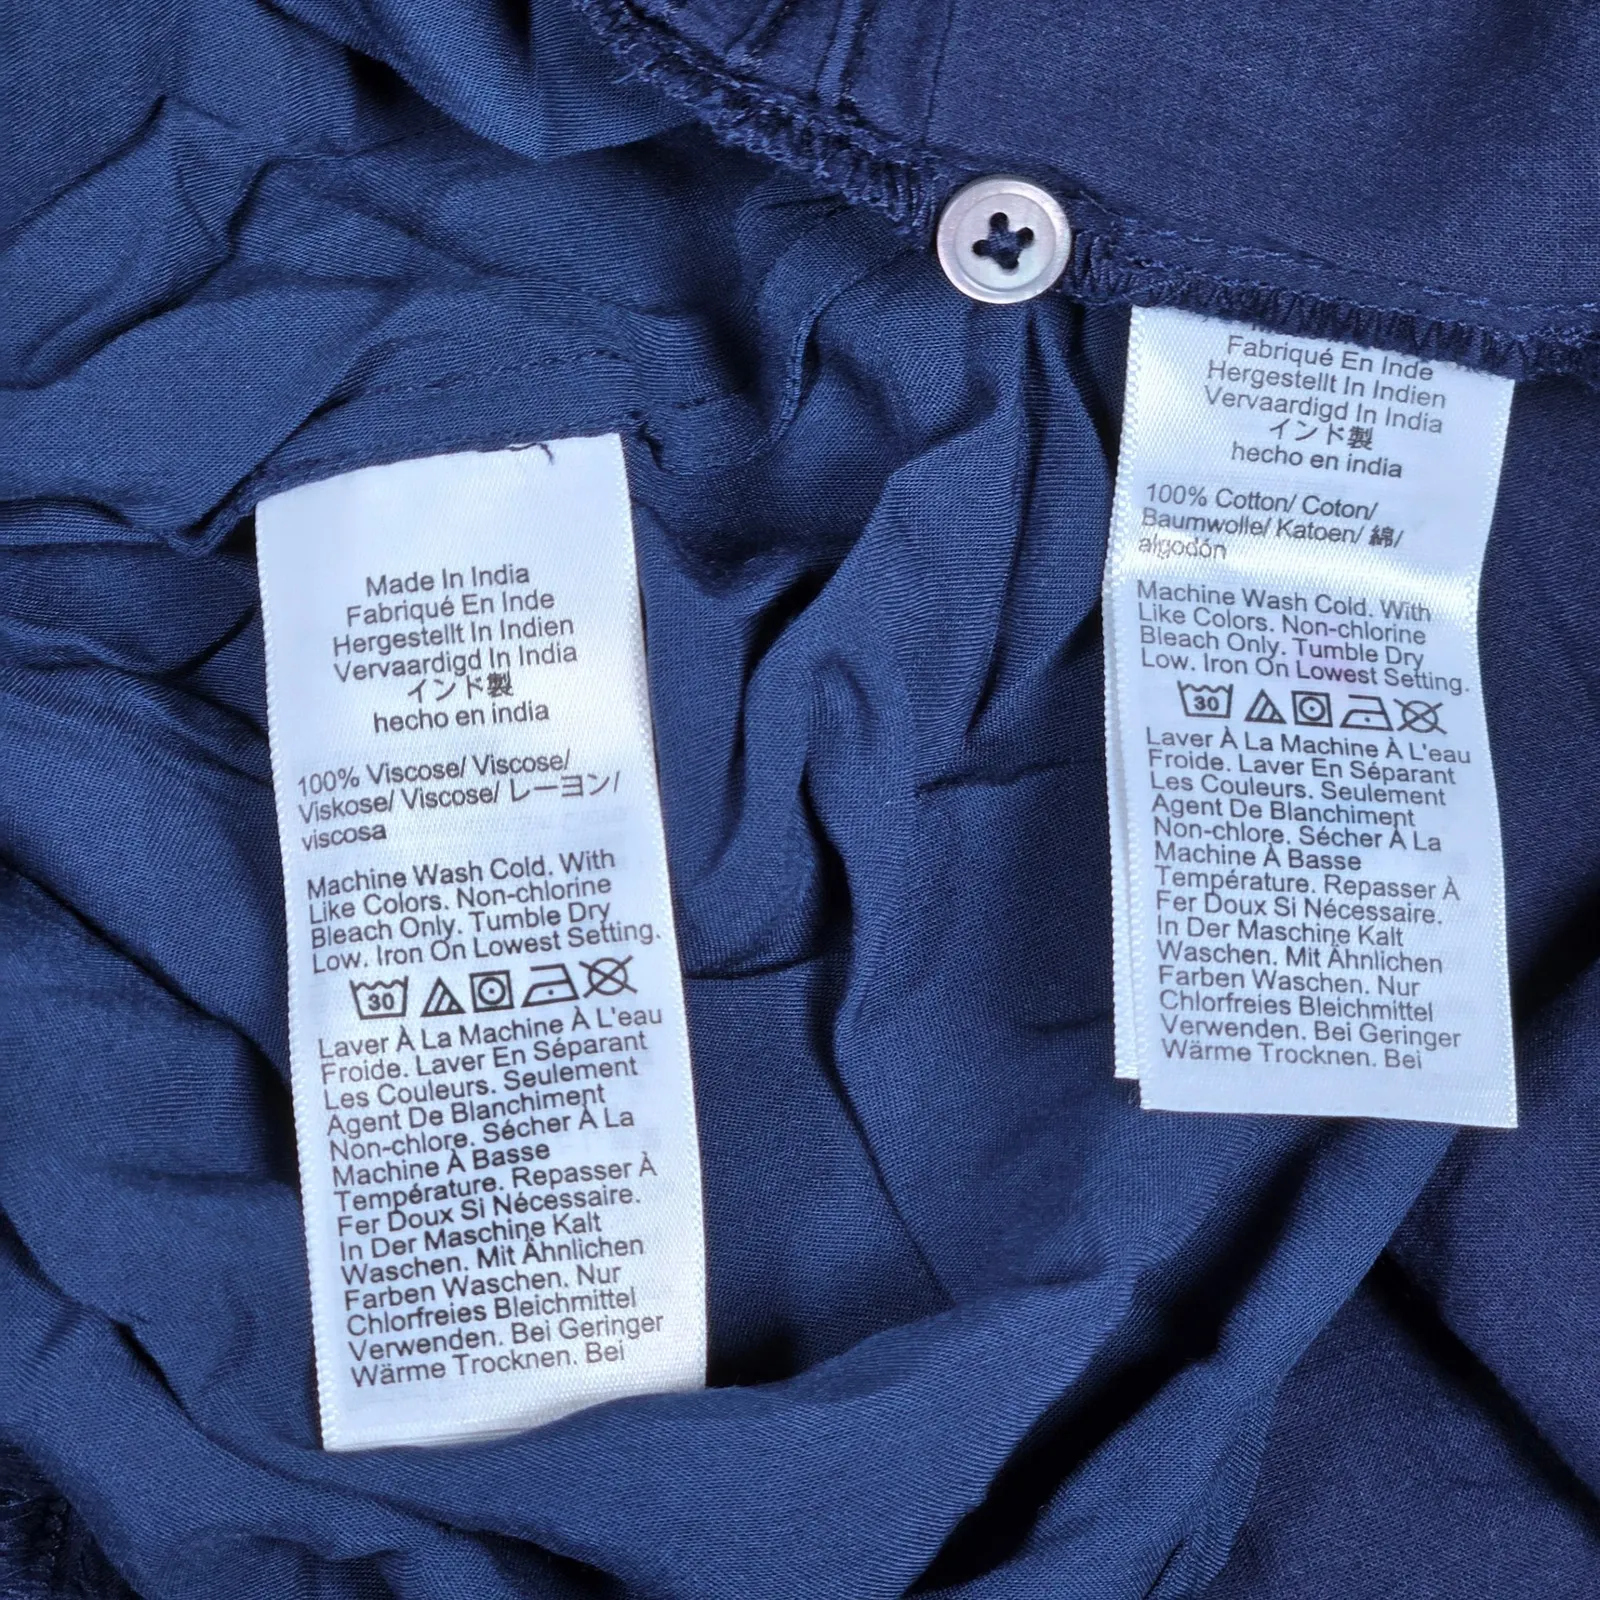 Made In India
Fabriqué En Inde
Hergestellt In Indien
Vervaardigd In India
インド製
hecho en india
100% Viscose/ Viscose/
Viskose/ Viscose/ レーヨン/
viscosa
Machine Wash Cold. With
Like Colors. Non-chlorine
Bleach Only. Tumble Dry
Low. Iron On Lowest Setting.
30
Laver À La Machine À L'eau
Froide. Laver En Séparant
Les Couleurs. Seulement
Agent De Blanchiment
Non-chlore. Sécher À La
Machine À Basse
Température. Repasser À
Fer Doux Si Nécessaire.
In Der Maschine Kalt
Waschen. Mit Ähnlichen
Farben Waschen. Nur
Chlorfreies Bleichmittel
Verwenden. Bei Geringer
Wärme Trocknen. Bei
Fabriqué En Inde
Hergestellt In Indien
Vervaardigd In India
インド製
hecho en india
100% Cotton/ Coton/
Baumwolle/ Katoen/ 綿/
algodón
Machine Wash Cold. With
Like Colors. Non-chlorine
Bleach Only. Tumble Dry
Low. Iron On Lowest Setting.
30
Laver À La Machine À L'eau
Froide. Laver En Séparant
Les Couleurs. Seulement
Agent De Blanchiment
Non-chlore. Sécher À La
Machine À Basse
Température. Repasser À
Fer Doux Si Nécessaire.
In Der Maschine Kalt
Waschen. Mit Ähnlichen
Farben Waschen. Nur
Chlorfreies Bleichmittel
Verwenden. Bei Geringer
Wärme Trocknen. Bei